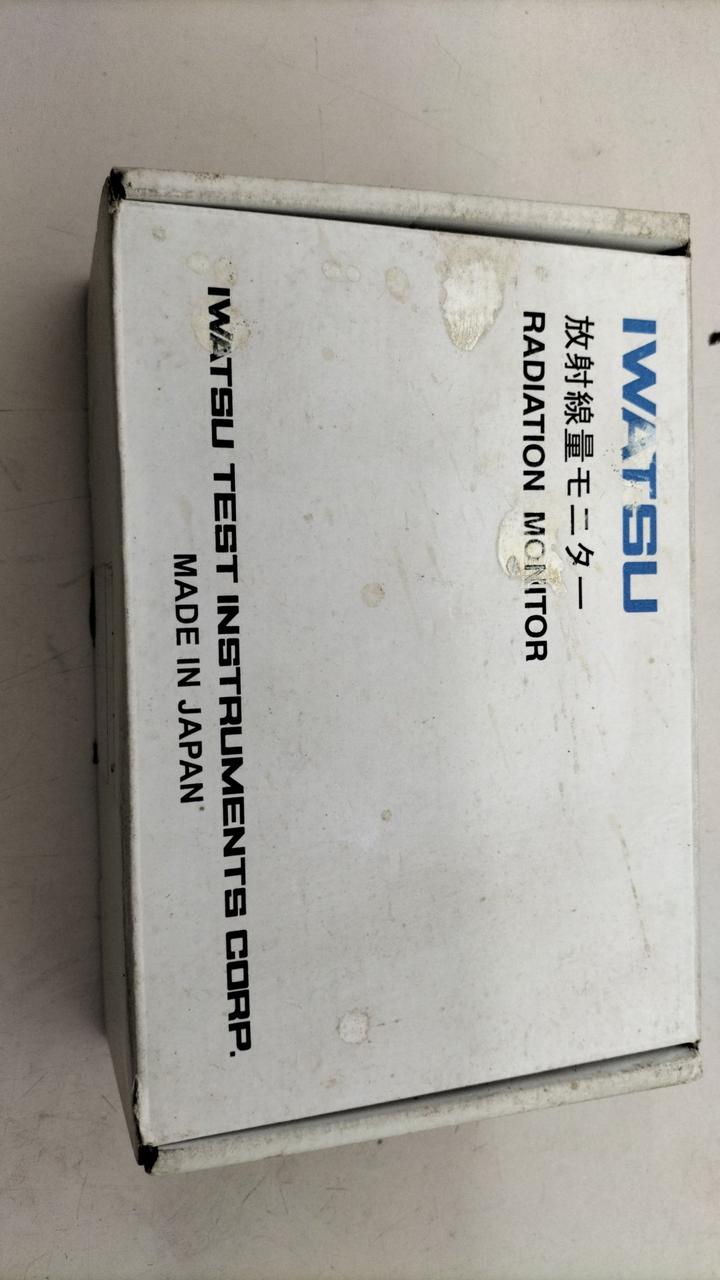 IWATSU
放射線量モニター
RADIATION MONITOR
IWATSU TEST INSTRUMENTS CORP.
MADE IN JAPAN